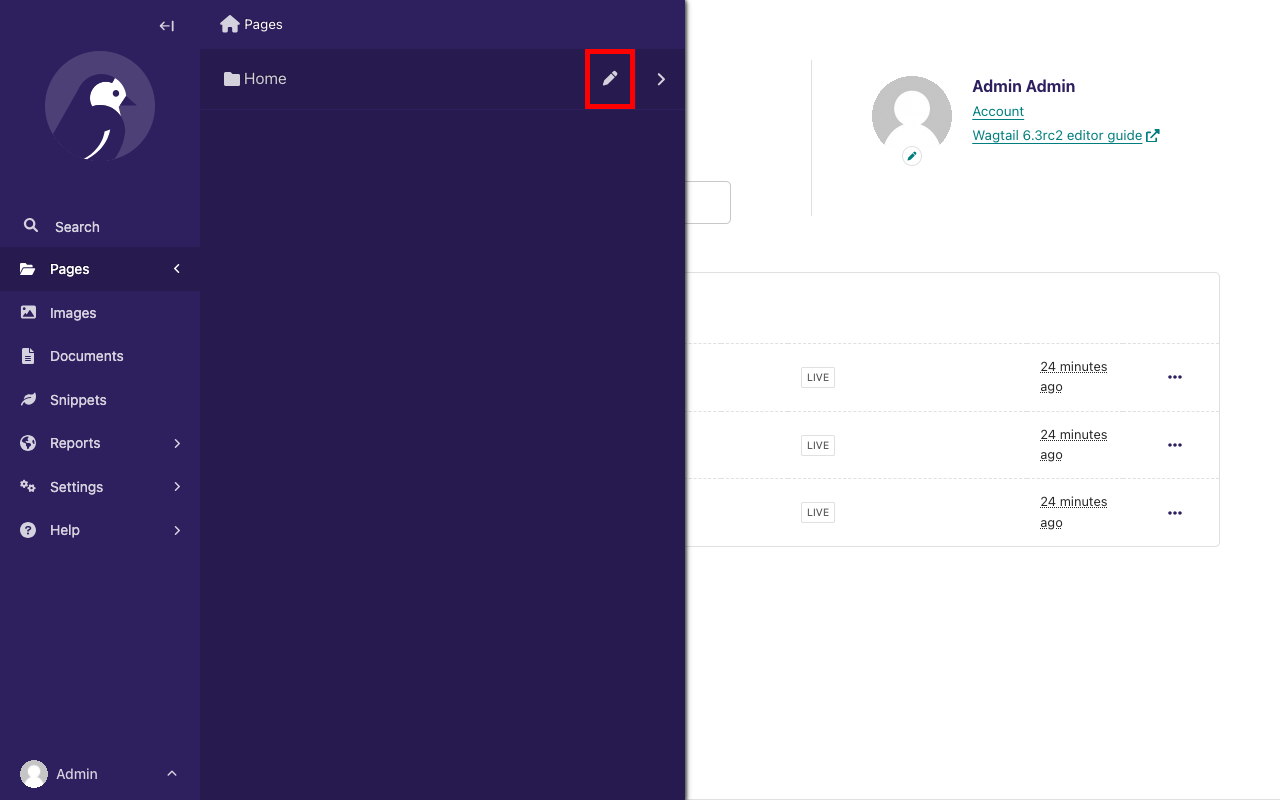 Pages
Home
Search
Pages
Images
Documents
Snippets
Reports
Settings
Help
Admin
Admin Admin
Account
Wagtail 6.3rc2 editor guide
LIVE
24 minutes
ago
LIVE
24 minutes
ago
LIVE
24 minutes
ago